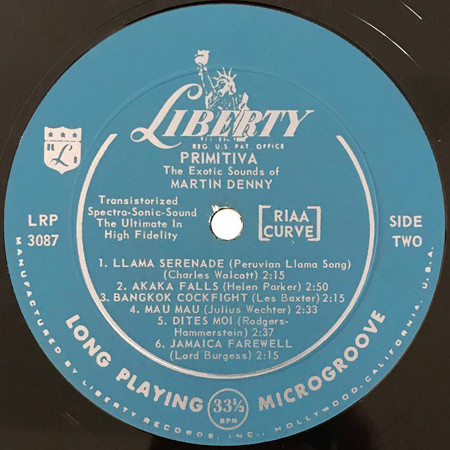 LIBERTY
REG. U.S. PAT. OFFICE
PRIMITIVA
The Exotic Sounds of
MARTIN DENNY
Transistorized
Spectra-Sonic-Sound
The Ultimate In
High Fidelity
RIAA
CURVE
LRP
3087
SIDE
TWO
1. LLAMA SERENADE (Peruvian Llama Song)
(Charles Wolcott) 2:15
2. AKAKA FALLS (Helen Parker) 2:50
3. BANGKOK COCKFIGHT (Les Baxter) 2:15
4. MAU MAU (Julius Wechter) 2:33
5. DITES MOI (Rodgers-
Hammerstein) 2:37
6. JAMAICA FAREWELL
(Lord Burgess) 2:15
LONG PLAYING 33⅓ RPM MICROGROOVE
MANUFACTURED BY LIBERTY RECORDS, INC., HOLLYWOOD, CALIFORNIA, U.S.A.